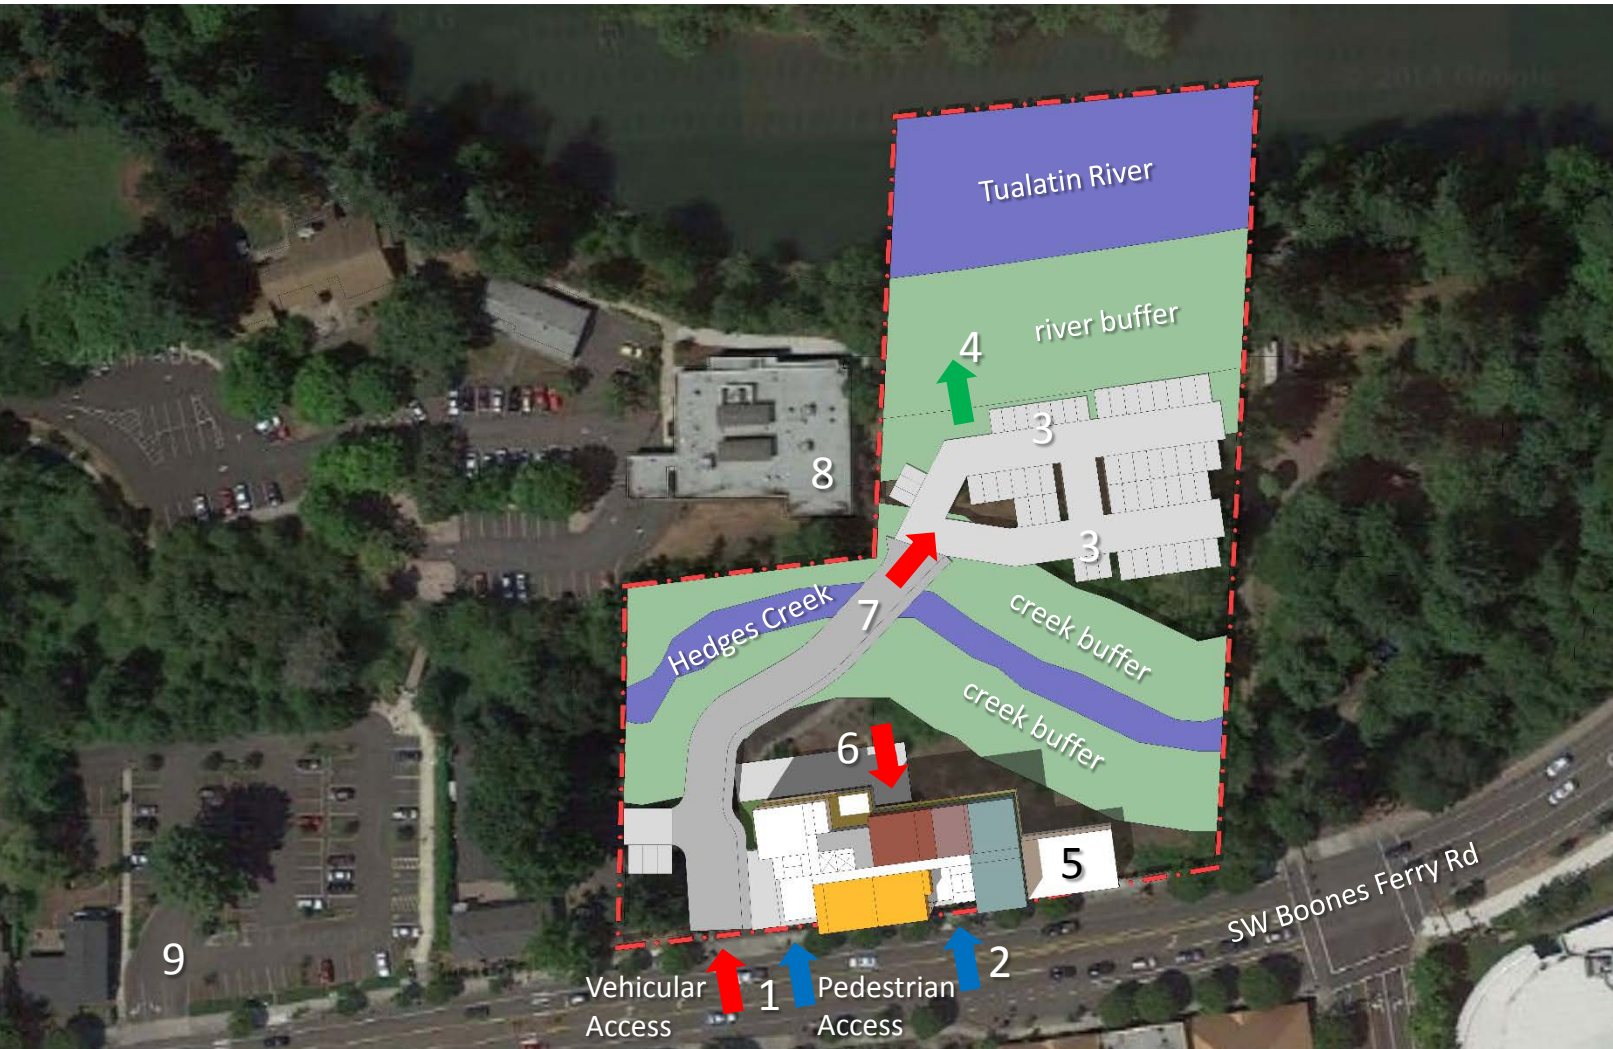 Tualatin River
river buffer
4
3
8
3
Hedges Creek
7
creek buffer
creek buffer
6
5
SW Boones Ferry Rd
9
2
Vehicular
Access
1
Pedestrian
Access